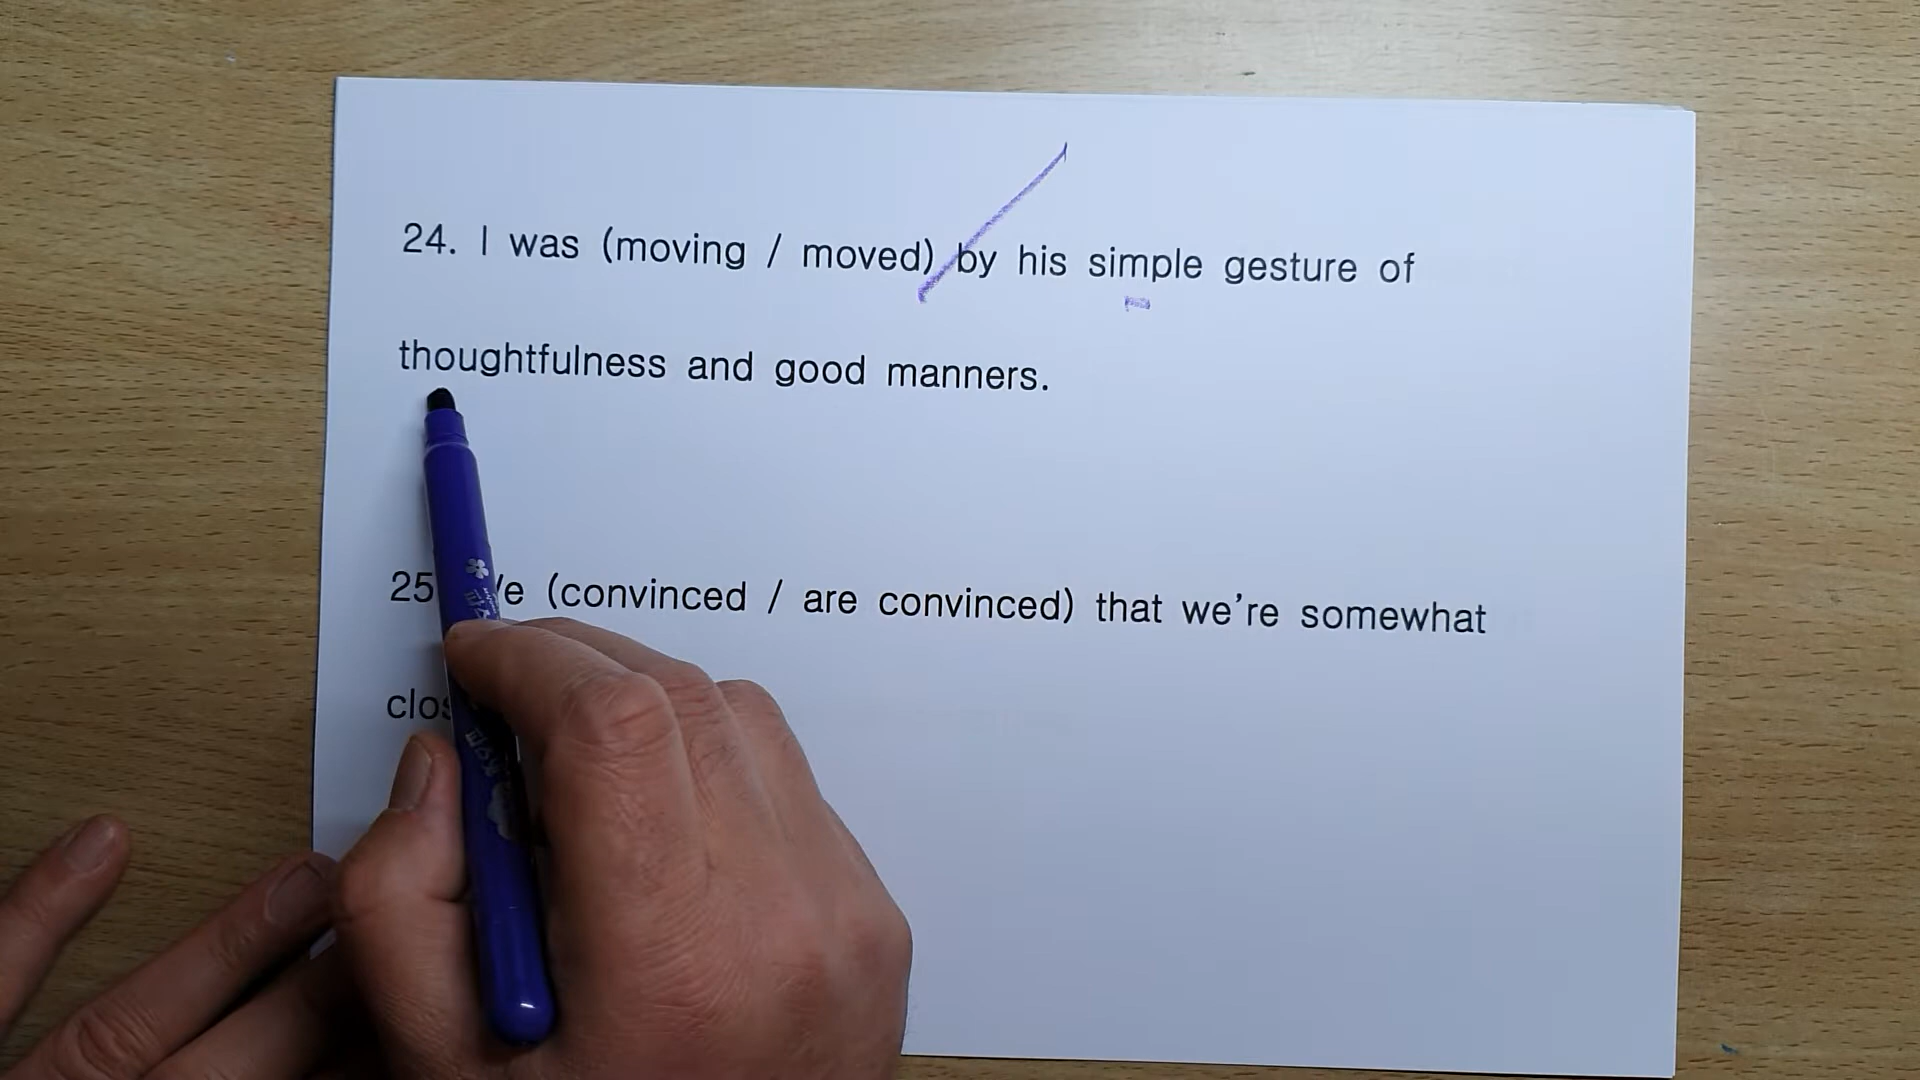 24. I was (moving / moved) by his simple gesture of
thoughtfulness and good manners.
25 (convinced / are convinced) that we're somewhat